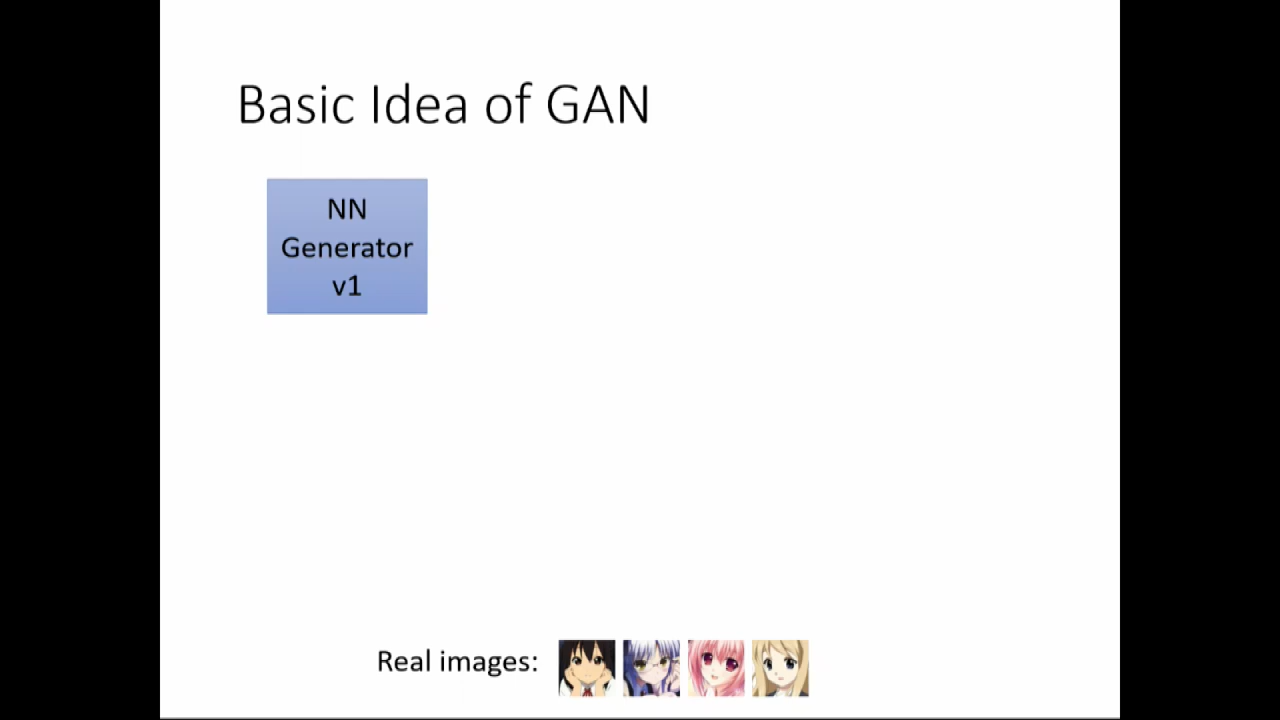 Basic Idea of GAN
NN
Generator
v1
Real images: